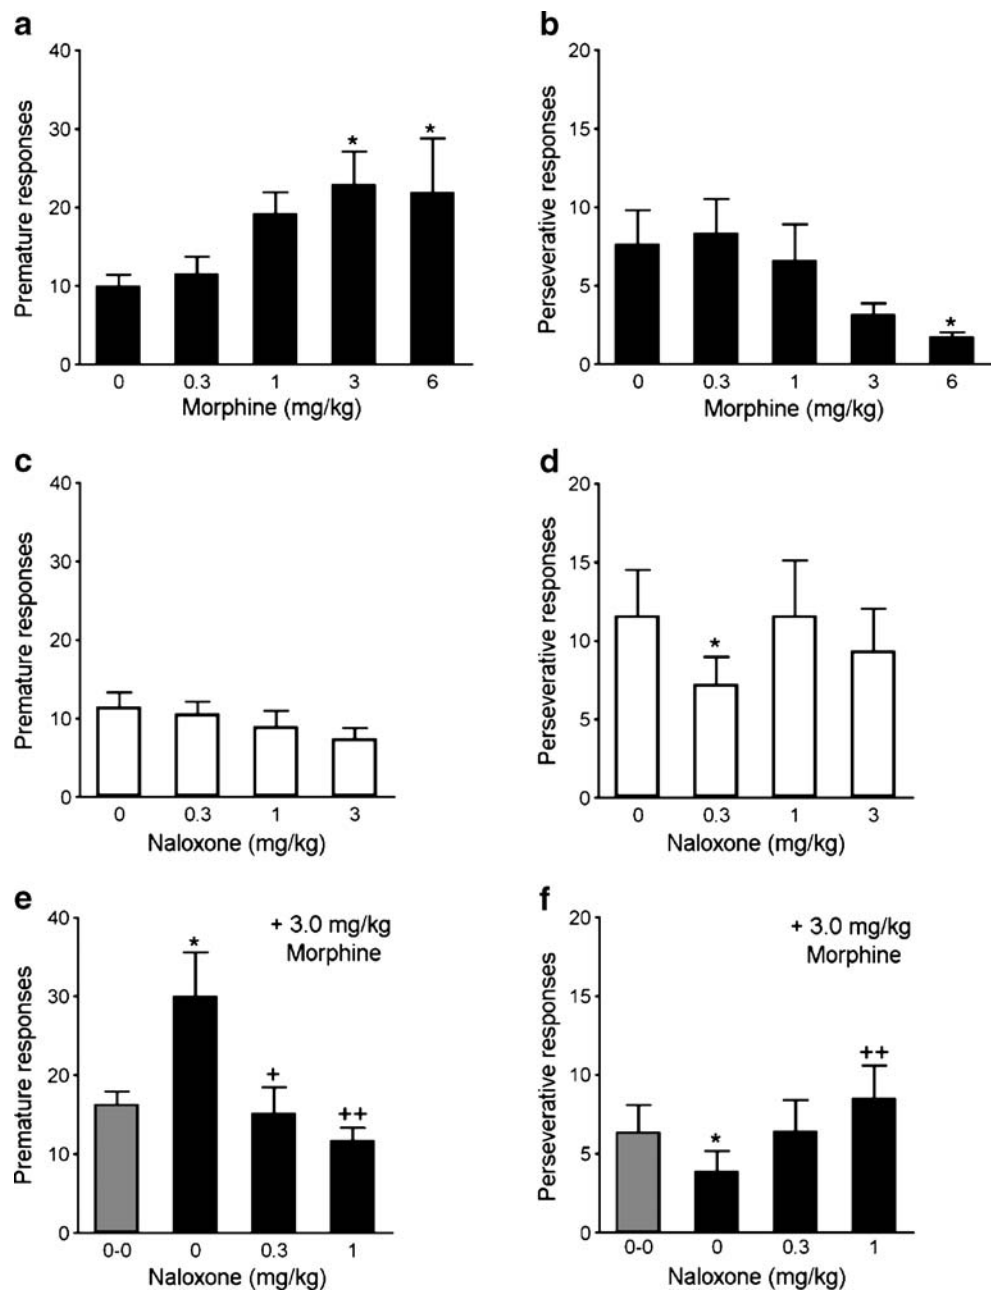 a
40
30
20
10
0
Premature responses
*
*
0 0.3 1 3 6
Morphine (mg/kg)
b
20
15
10
5
0
Perseverative responses
*
0 0.3 1 3 6
Morphine (mg/kg)
c
40
30
20
10
0
Premature responses
0 0.3 1 3
Naloxone (mg/kg)
d
20
15
10
5
0
Perseverative responses
*
0 0.3 1 3
Naloxone (mg/kg)
e
40
30
20
10
0
Premature responses
+ 3.0 mg/kg
Morphine
*
+
++
0-0 0 0.3 1
Naloxone (mg/kg)
f
20
15
10
5
0
Perseverative responses
+ 3.0 mg/kg
Morphine
*
++
0-0 0 0.3 1
Naloxone (mg/kg)